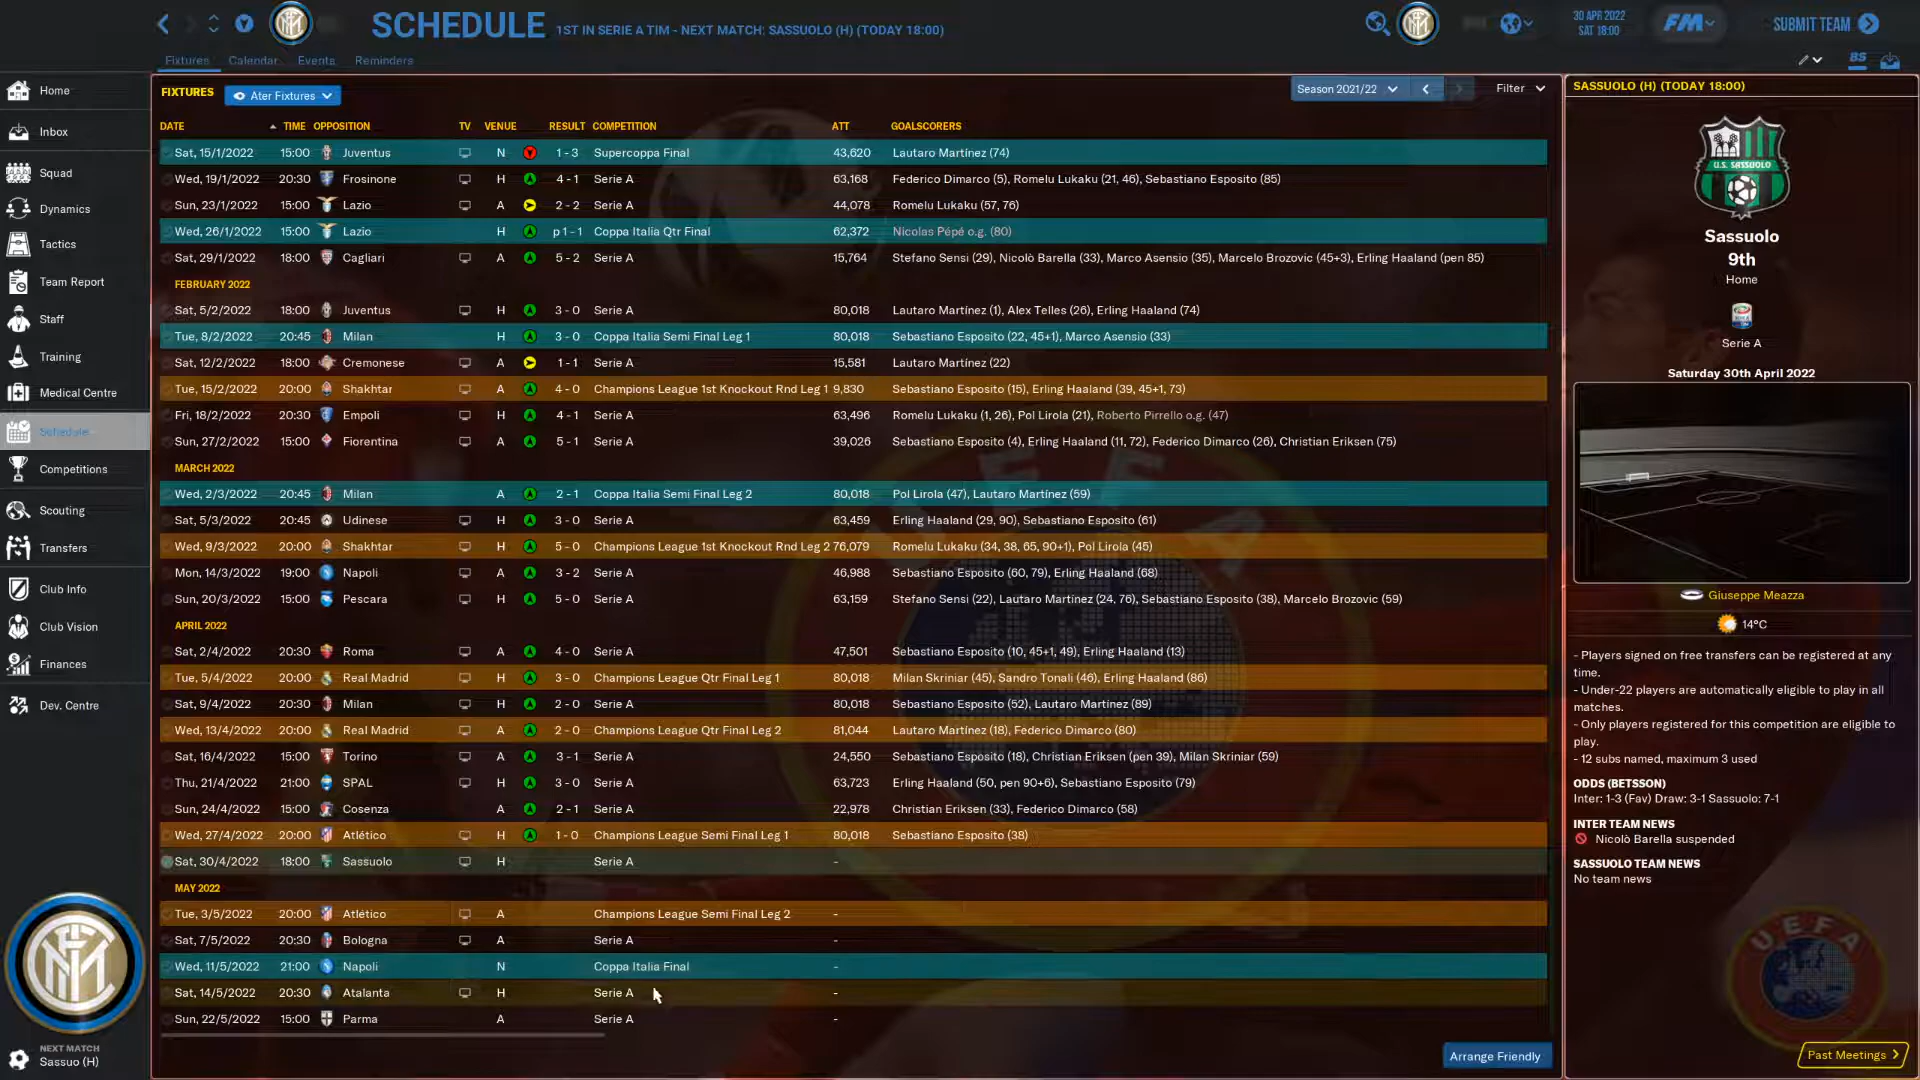 SCHEDULE
1ST IN SERIE A TIM - NEXT MATCH: SASSUOLO (H) (TODAY 18:00)
30 APR 2022
SAT 18:00
FM
SUBMIT TEAM
Fixtures Calendar Events Reminders
BS
Home
Inbox
Squad
Dynamics
Tactics
Team Report
Staff
Training
Medical Centre
Schedule
Competitions
Scouting
Transfers
Club Info
Club Vision
Finances
Dev. Centre
NEXT MATCH
Sassuo (H)
FIXTURES Ater Fixtures Season 2021/22 Filter
DATE TIME OPPOSITION TV VENUE RESULT COMPETITION ATT GOALSCORERS
Sat, 15/1/2022 15:00 Juventus N 1 - 3 Supercoppa Final 43,620 Lautaro Martínez (74)
Wed, 19/1/2022 20:30 Frosinone H 4 - 1 Serie A 63,168 Federico Dimarco (5), Romelu Lukaku (21, 46), Sebastiano Esposito (85)
Sun, 23/1/2022 15:00 Lazio A 2 - 2 Serie A 44,078 Romelu Lukaku (57, 76)
Wed, 26/1/2022 15:00 Lazio H p 1 - 1 Coppa Italia Qtr Final 62,372 Nicolas Pépé o.g. (80)
Sat, 29/1/2022 18:00 Cagliari A 5 - 2 Serie A 15,764 Stefano Sensi (29), Nicolò Barella (33), Marco Asensio (35), Marcelo Brozovic (45+3), Erling Haaland (pen 85)
FEBRUARY 2022
Sat, 5/2/2022 18:00 Juventus H 3 - 0 Serie A 80,018 Lautaro Martínez (1), Alex Telles (26), Erling Haaland (74)
Tue, 8/2/2022 20:45 Milan H 3 - 0 Coppa Italia Semi Final Leg 1 80,018 Sebastiano Esposito (22, 45+1), Marco Asensio (33)
Sat, 12/2/2022 18:00 Cremonese A 1 - 1 Serie A 15,581 Lautaro Martínez (22)
Tue, 15/2/2022 20:00 Shakhtar A 4 - 0 Champions League 1st Knockout Rnd Leg 1 9,830 Sebastiano Esposito (15), Erling Haaland (39, 45+1, 73)
Fri, 18/2/2022 20:30 Empoli H 4 - 1 Serie A 63,496 Romelu Lukaku (1, 26), Pol Lirola (21), Roberto Pirrello o.g. (47)
Sun, 27/2/2022 15:00 Fiorentina A 5 - 1 Serie A 39,026 Sebastiano Esposito (4), Erling Haaland (11, 72), Federico Dimarco (26), Christian Eriksen (75)
MARCH 2022
Wed, 2/3/2022 20:45 Milan A 2 - 1 Coppa Italia Semi Final Leg 2 80,018 Pol Lirola (47), Lautaro Martínez (59)
Sat, 5/3/2022 20:45 Udinese H 3 - 0 Serie A 63,459 Erling Haaland (29, 90), Sebastiano Esposito (61)
Wed, 9/3/2022 20:00 Shakhtar H 5 - 0 Champions League 1st Knockout Rnd Leg 2 76,079 Romelu Lukaku (34, 38, 65, 90+1), Pol Lirola (45)
Mon, 14/3/2022 19:00 Napoli A 3 - 2 Serie A 46,988 Sebastiano Esposito (60, 79), Erling Haaland (68)
Sun, 20/3/2022 15:00 Pescara H 5 - 0 Serie A 63,159 Stefano Sensi (22), Lautaro Martínez (24, 76), Sebastiano Esposito (38), Marcelo Brozovic (59)
APRIL 2022
Sat, 2/4/2022 20:30 Roma A 4 - 0 Serie A 47,501 Sebastiano Esposito (10, 45+1, 49), Erling Haaland (13)
Tue, 5/4/2022 20:00 Real Madrid H 3 - 0 Champions League Qtr Final Leg 1 80,018 Milan Skriniar (45), Sandro Tonali (46), Erling Haaland (86)
Sat, 9/4/2022 20:30 Milan H 2 - 0 Serie A 80,018 Sebastiano Esposito (52), Lautaro Martínez (89)
Wed, 13/4/2022 20:00 Real Madrid A 2 - 0 Champions League Qtr Final Leg 2 81,044 Lautaro Martínez (18), Federico Dimarco (80)
Sat, 16/4/2022 15:00 Torino A 3 - 1 Serie A 24,550 Sebastiano Esposito (18), Christian Eriksen (pen 39), Milan Skriniar (59)
Thu, 21/4/2022 21:00 SPAL H 3 - 0 Serie A 63,723 Erling Haaland (50, pen 90+6), Sebastiano Esposito (79)
Sun, 24/4/2022 15:00 Cosenza A 2 - 1 Serie A 22,978 Christian Eriksen (33), Federico Dimarco (58)
Wed, 27/4/2022 20:00 Atlético H 1 - 0 Champions League Semi Final Leg 1 80,018 Sebastiano Esposito (38)
Sat, 30/4/2022 18:00 Sassuolo H Serie A -
MAY 2022
Tue, 3/5/2022 20:00 Atlético A Champions League Semi Final Leg 2 -
Sat, 7/5/2022 20:30 Bologna A Serie A -
Wed, 11/5/2022 21:00 Napoli N Coppa Italia Final -
Sat, 14/5/2022 20:30 Atalanta H Serie A -
Sun, 22/5/2022 15:00 Parma A Serie A -
Arrange Friendly
SASSUOLO (H) (TODAY 18:00)
U.S. SASSUOLO
Sassuolo
9th
Home
Serie A
Saturday 30th April 2022
Giuseppe Meazza
14°C
- Players signed on free transfers can be registered at any
time.
- Under-22 players are automatically eligible to play in all
matches.
- Only players registered for this competition are eligible to
play.
- 12 subs named, maximum 3 used
ODDS (BETSSON)
Inter: 1-3 (Fav) Draw: 3-1 Sassuolo: 7-1
INTER TEAM NEWS
Nicolò Barella suspended
SASSUOLO TEAM NEWS
No team news
UEFA
Past Meetings